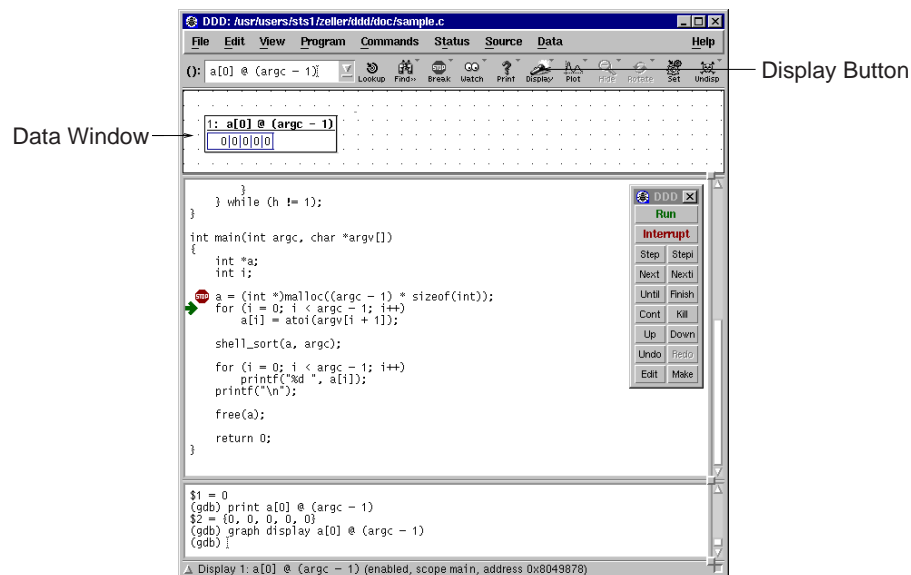 DDD: /usr/users/sts1/zeller/ddd/doc/sample.c
File Edit View Program Commands Status Source Data Help
(): a[0] @ (argc - 1)
Lookup Find>> Break Watch Print Display Plot Hide Rotate Set Undisp
Display Button
Data Window
1: a[0] @ (argc - 1)
0|0|0|0|0
        }
    } while (h != 1);
}
int main(int argc, char *argv[])
{
    int *a;
    int i;
STOP a = (int *)malloc((argc - 1) * sizeof(int));
    for (i = 0; i < argc - 1; i++)
        a[i] = atoi(argv[i + 1]);
    shell_sort(a, argc);
    for (i = 0; i < argc - 1; i++)
        printf("%d ", a[i]);
    printf("\n");
    free(a);
    return 0;
}
DDD
Run
Interrupt
Step Stepi
Next Nexti
Until Finish
Cont Kill
Up Down
Undo Redo
Edit Make
$1 = 0
(gdb) print a[0] @ (argc - 1)
$2 = {0, 0, 0, 0, 0}
(gdb) graph display a[0] @ (argc - 1)
(gdb)
Display 1: a[0] @ (argc - 1) (enabled, scope main, address 0x8049878)